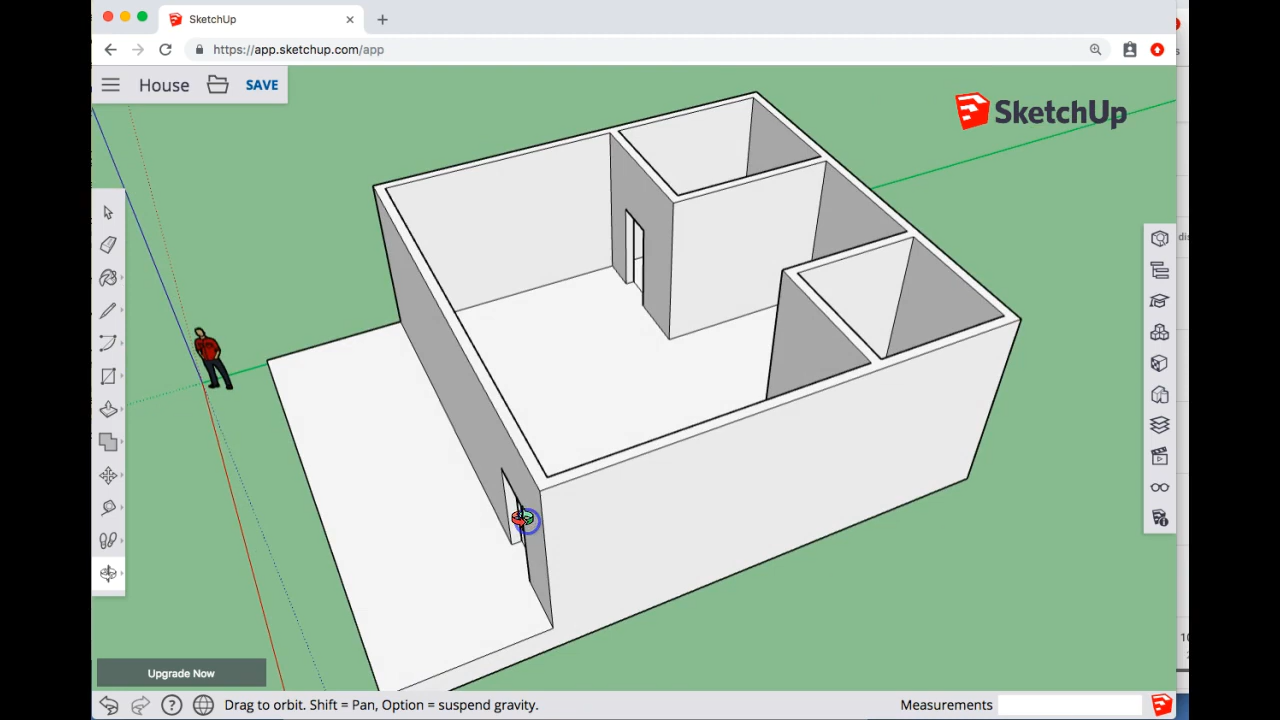 SketchUp
https://app.sketchup.com/app
House
SAVE
SketchUp
Upgrade Now
Drag to orbit. Shift = Pan, Option = suspend gravity.
Measurements